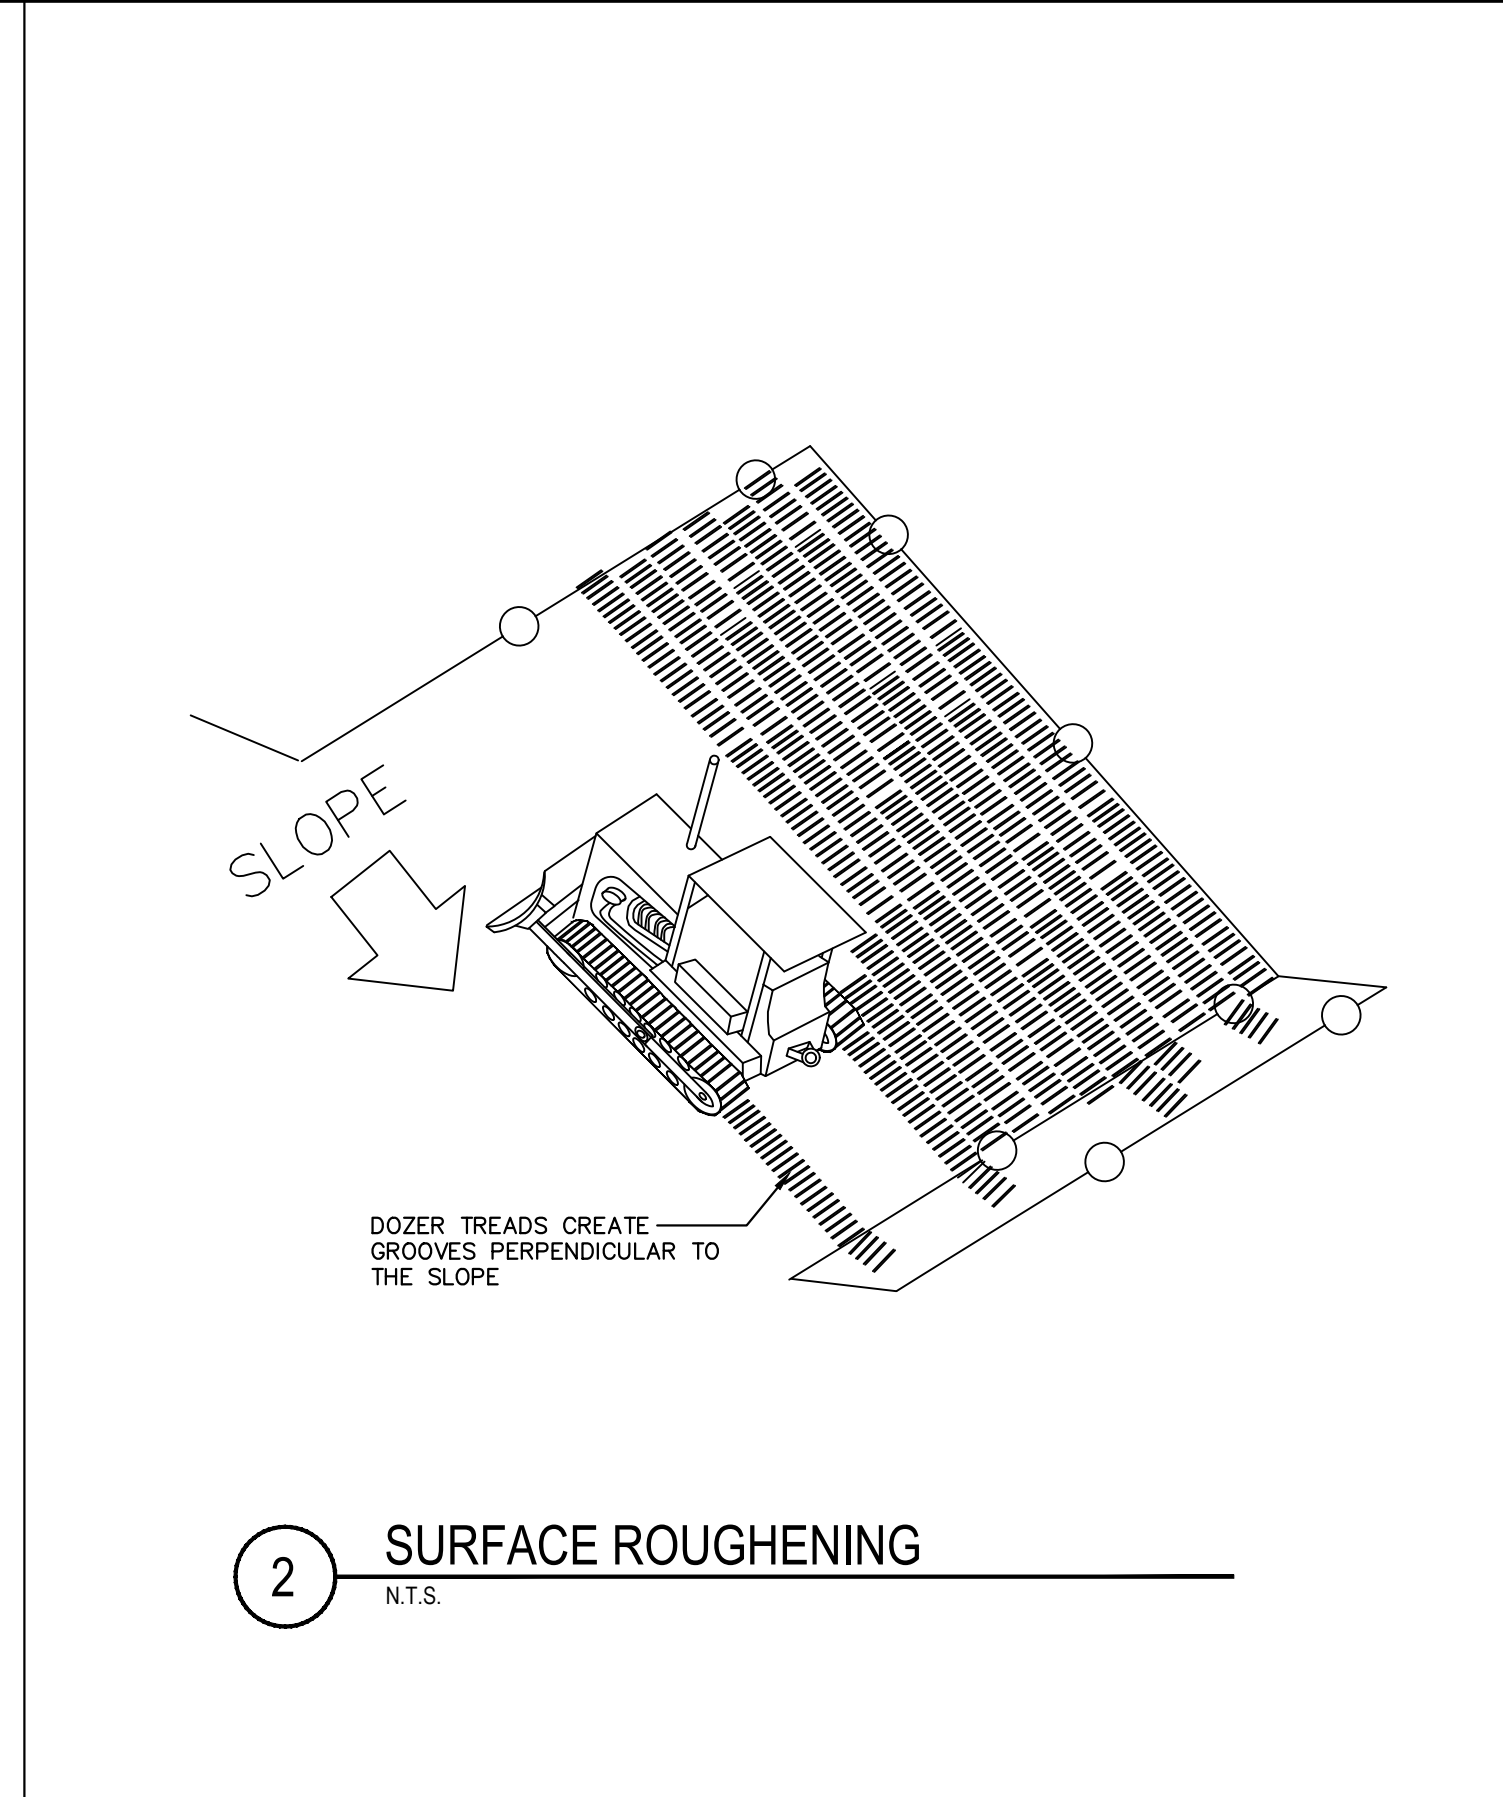 SLOPE
DOZER TREADS CREATE
GROOVES PERPENDICULAR TO
THE SLOPE
2
SURFACE ROUGHENING
N.T.S.